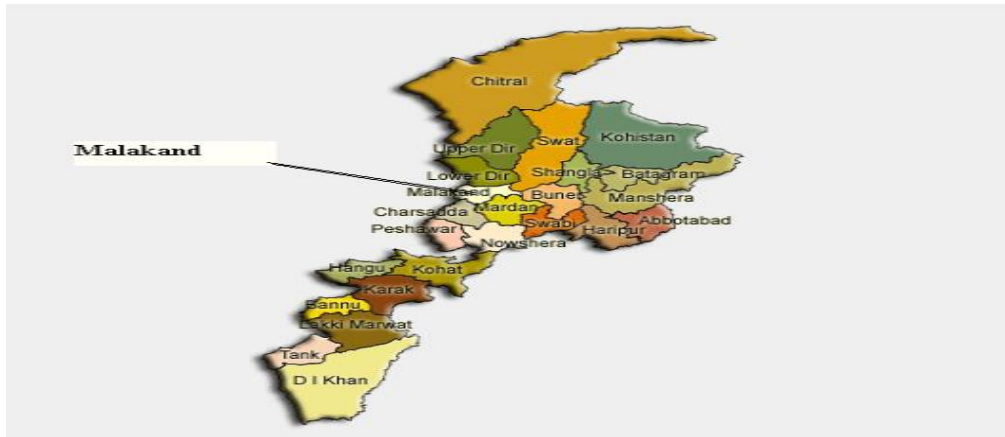 Chitral
Swat
Kohistan
Upper Dir
Malakand
Lower Dir
Shangla
Batagram
Malakand
Buner
Manshera
Charsadda
Mardan
Peshawar
Swabi
Haripur
Abbotabad
Nowshera
Hangu
Kohat
Karak
Bannu
Lakki Marwat
Tank
D I Khan